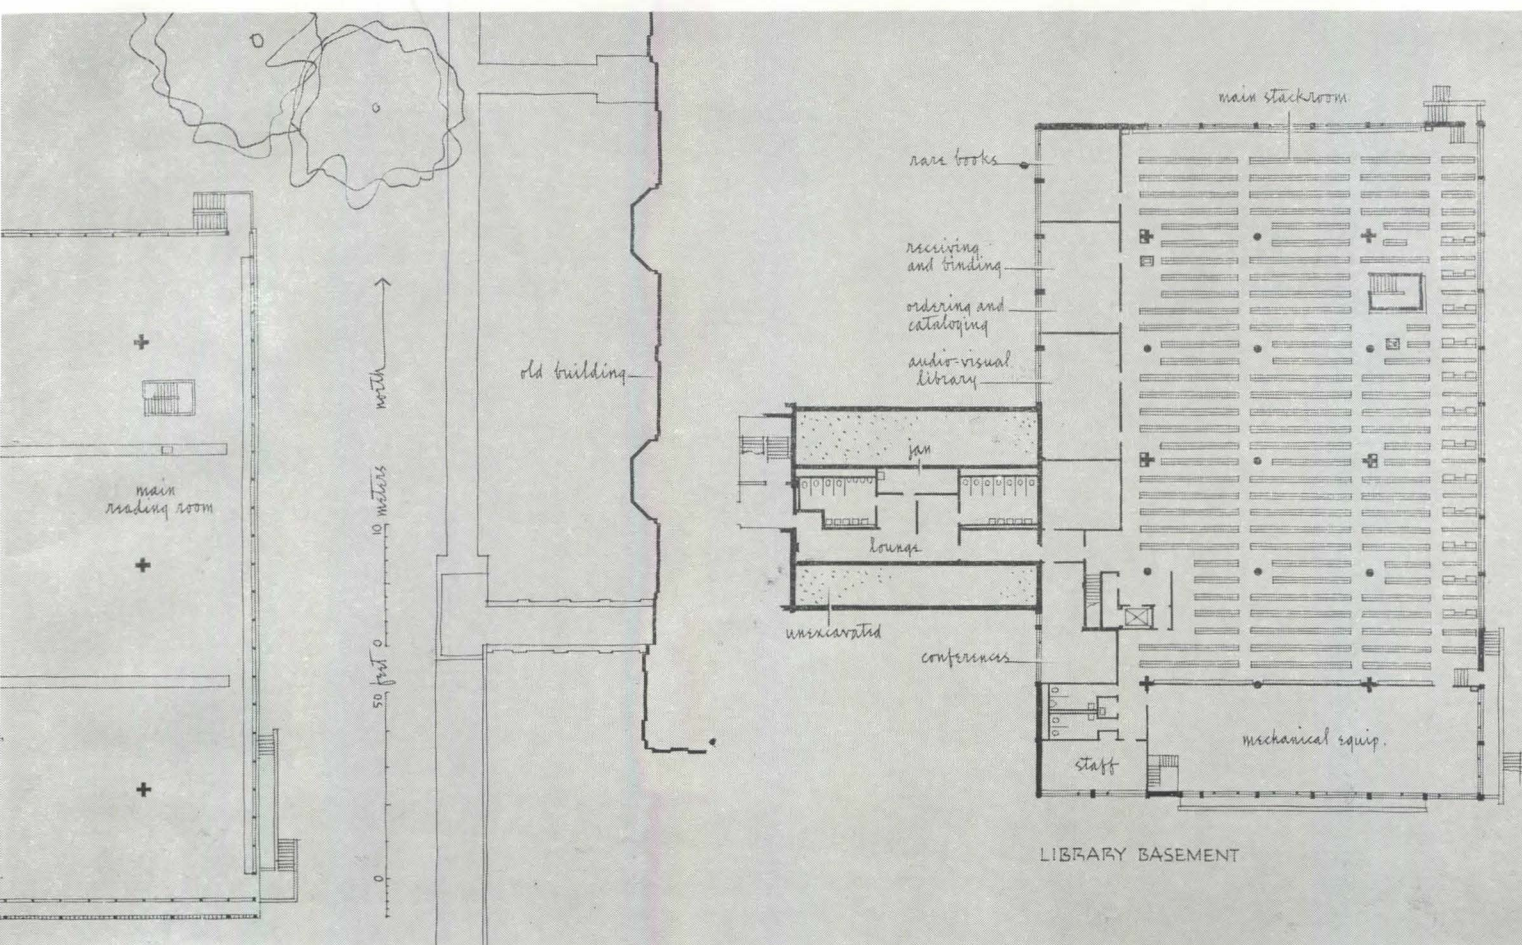 main stackroom
rare books
receiving
and binding
ordering and
cataloging
audio-visual
library
old building
north
jan
main
reading room
10
meters
0
lounge
unexcavated
50
feet
0
conferences
mechanical equip.
staff
LIBRARY BASEMENT